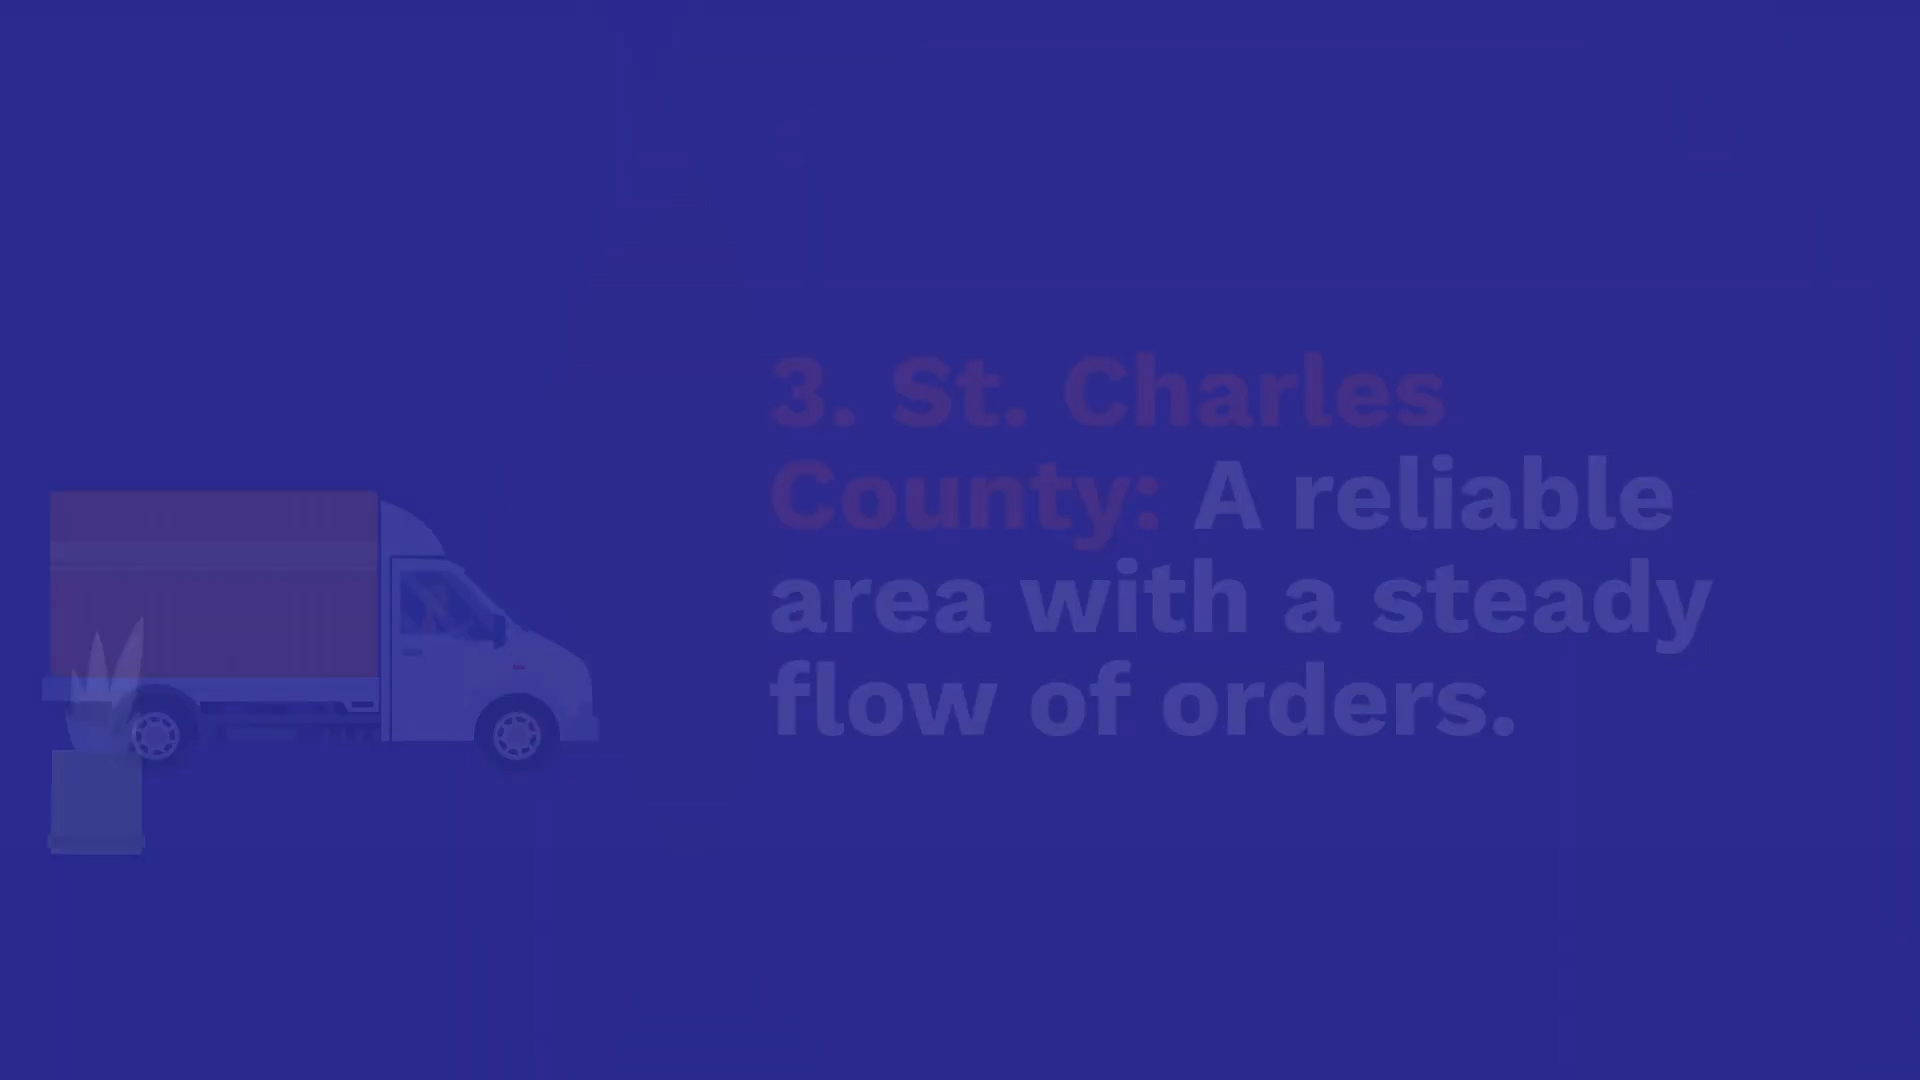 3. St. Charles
County: A reliable
area with a steady
flow of orders.